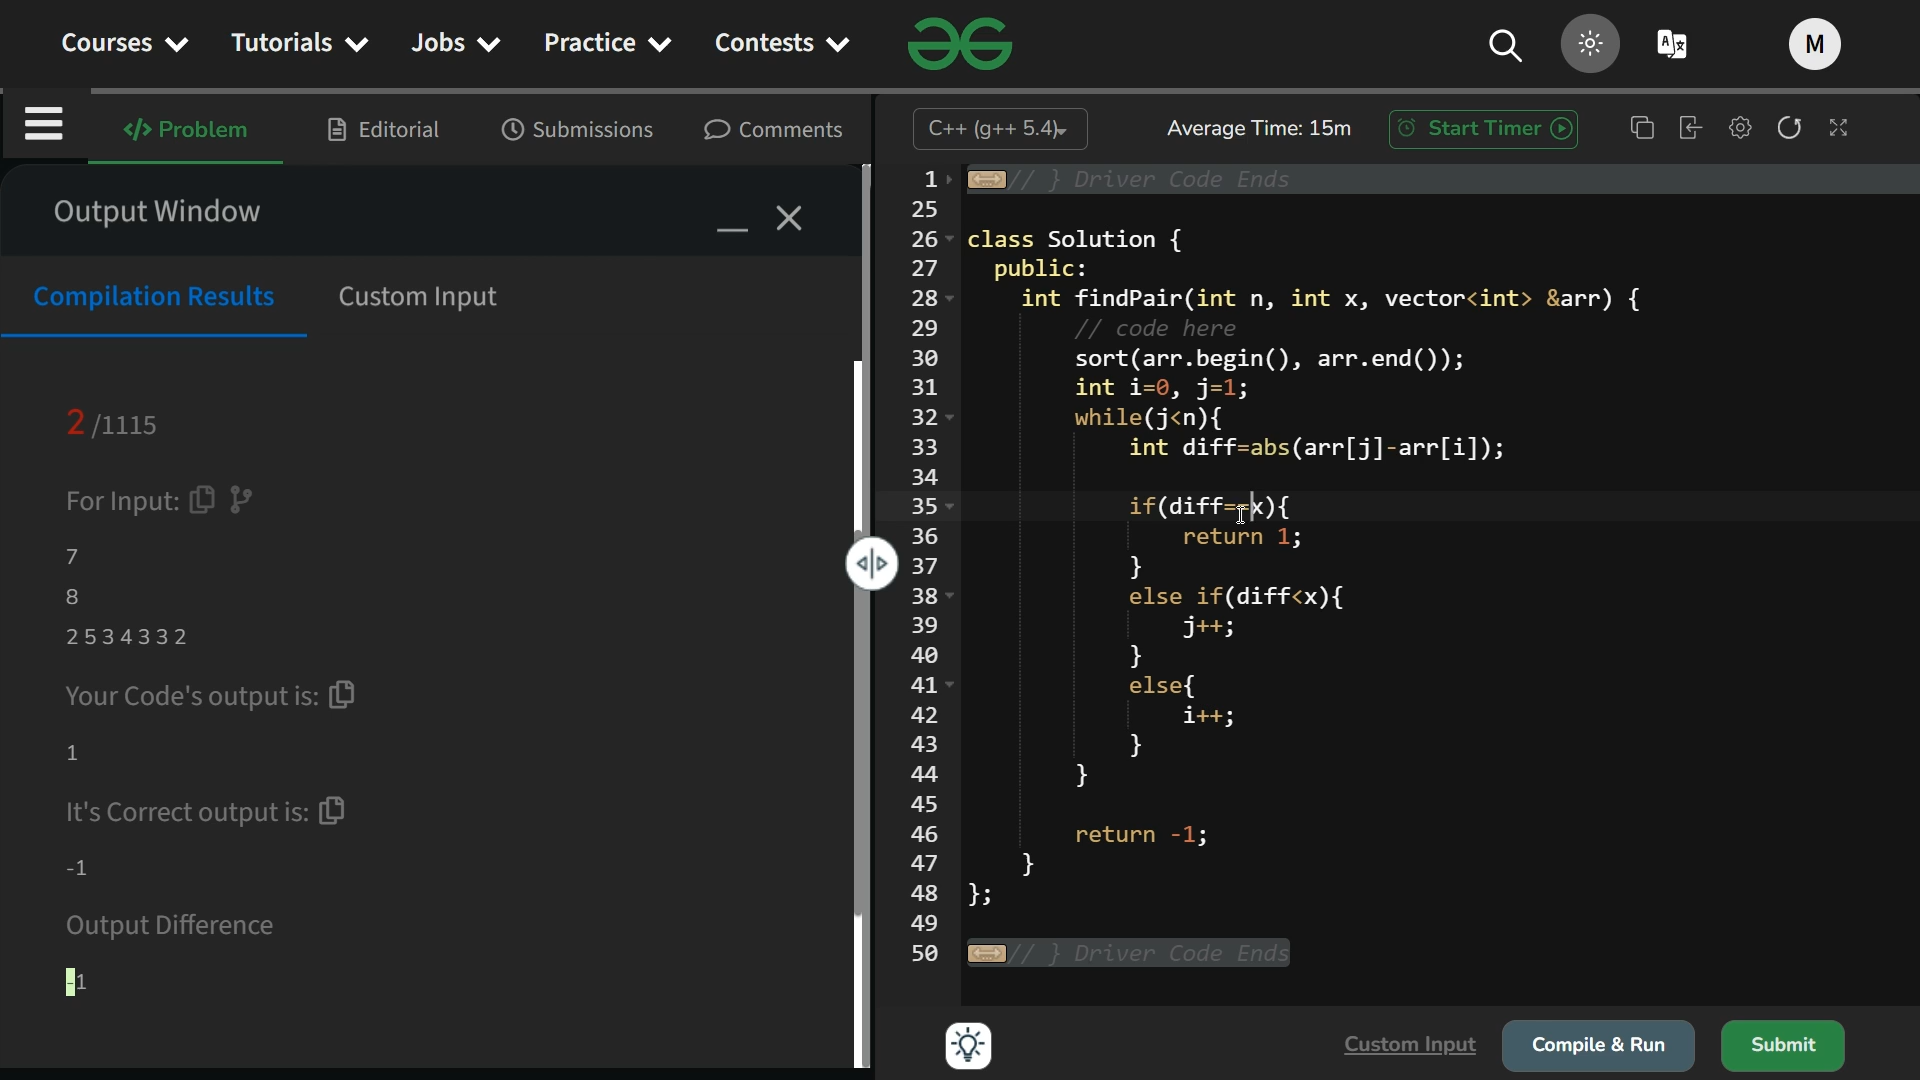 Courses Tutorials Jobs Practice Contests M
</> Problem Editorial Submissions Comments
C++ (g++ 5.4) Average Time: 15m Start Timer
Output Window
Compilation Results Custom Input
2 /1115
For Input:
7
8
2 5 3 4 3 3 2
Your Code's output is:
1
It's Correct output is:
-1
Output Difference
-1
1 // } Driver Code Ends
25
26 class Solution {
27 public:
28 int findPair(int n, int x, vector<int> &arr) {
29 // code here
30 sort(arr.begin(), arr.end());
31 int i=0, j=1;
32 while(j<n){
33 int diff=abs(arr[j]-arr[i]);
34
35 if(diff==x){
36 return 1;
37 }
38 else if(diff<x){
39 j++;
40 }
41 else{
42 i++;
43 }
44 }
45
46 return -1;
47 }
48 };
49
50 // } Driver Code Ends
Custom Input Compile & Run Submit